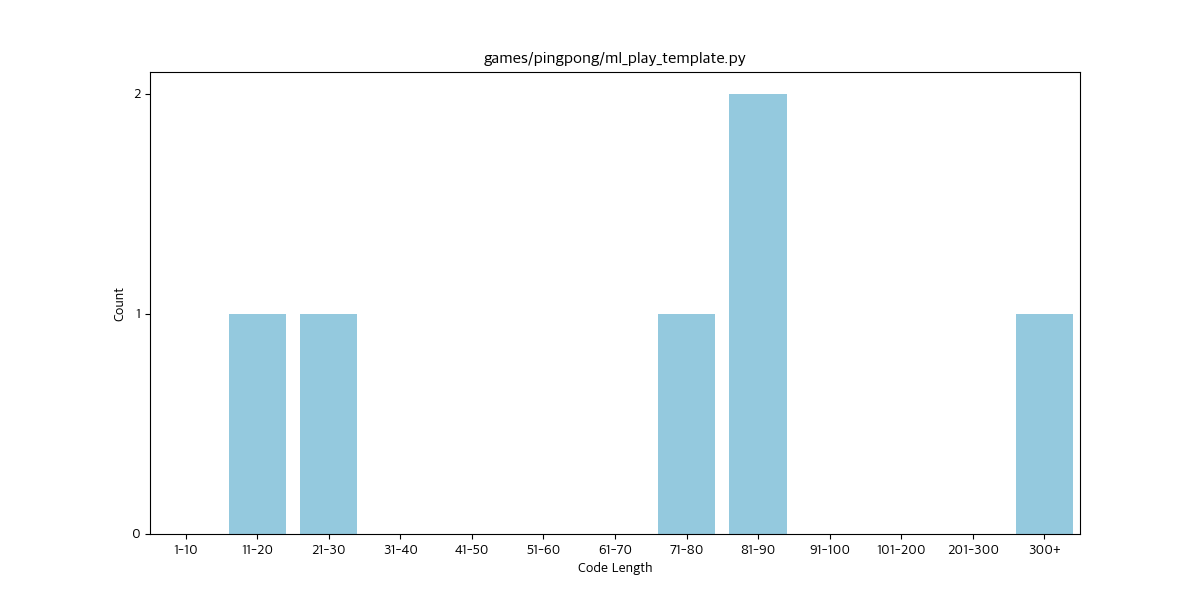 games/pingpong/ml_play_template.py
Count
2
1
0
1-10 11-20 21-30 31-40 41-50 51-60 61-70 71-80 81-90 91-100 101-200 201-300 300+
Code Length